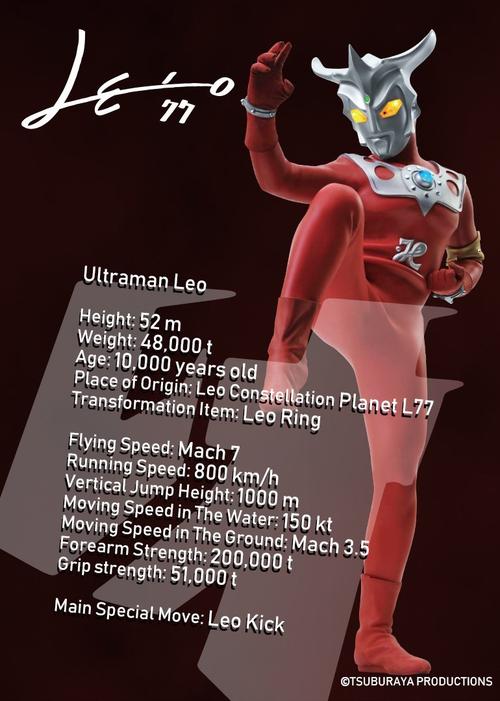 Leo
'77
Ultraman Leo
Height: 52 m
Weight: 48,000 t
Age: 10,000 years old
Place of Origin: Leo Constellation Planet L77
Transformation Item: Leo Ring
Flying Speed: Mach 7
Running Speed: 800 km/h
Vertical Jump Height: 1000 m
Moving Speed in The Water: 150 kt
Moving Speed in The Ground: Mach 3.5
Forearm Strength: 200,000 t
Grip strength: 51,000 t
Main Special Move: Leo Kick
©TSUBURAYA PRODUCTIONS